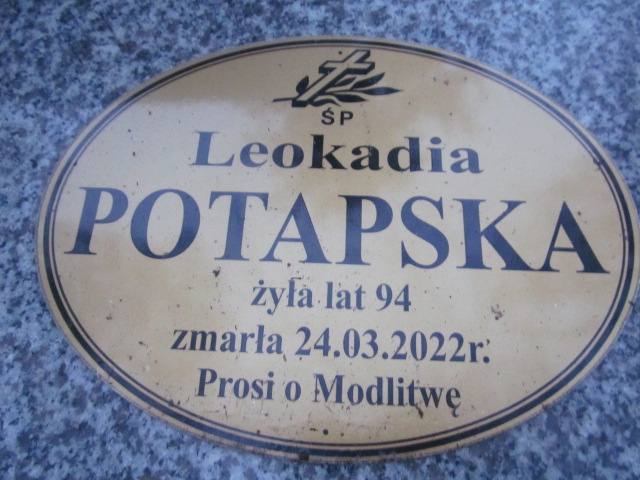 ŚP
Leokadia
POTAPSKA
żyła lat 94
zmarła 24.03.2022r.
Prosi o Modlitwę